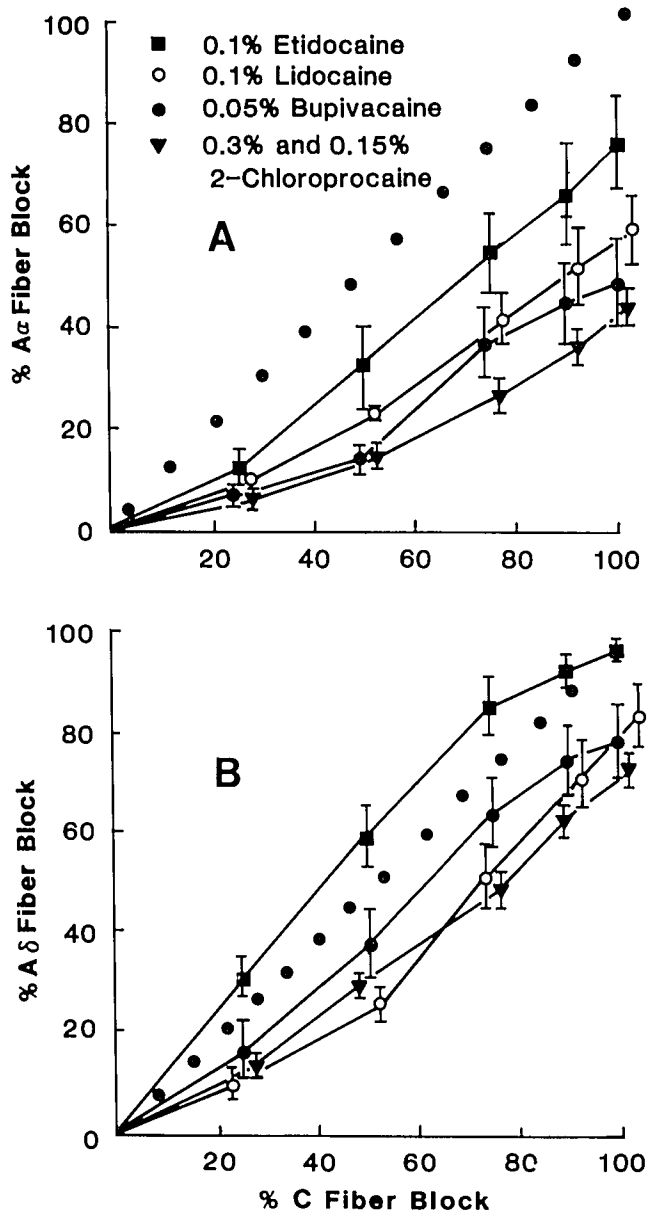 100
80
60
40
20
0
% Aα Fiber Block
0.1% Etidocaine
0.1% Lidocaine
0.05% Bupivacaine
0.3% and 0.15%
2-Chloroprocaine
A
20
40
60
80
100
100
80
60
40
20
0
% Aδ Fiber Block
B
20
40
60
80
100
% C Fiber Block